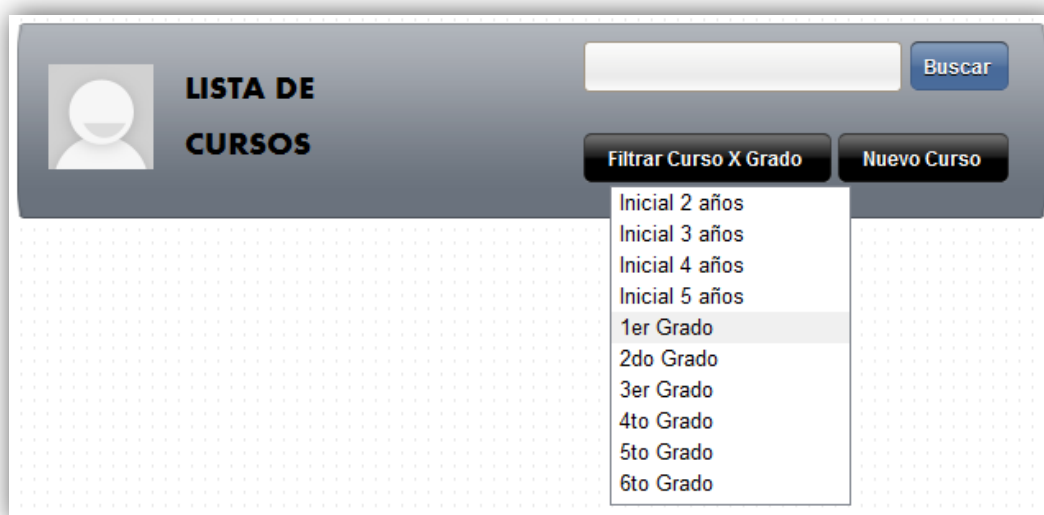 LISTA DE
CURSOS
Buscar
Filtrar Curso X Grado
Nuevo Curso
Inicial 2 años
Inicial 3 años
Inicial 4 años
Inicial 5 años
1er Grado
2do Grado
3er Grado
4to Grado
5to Grado
6to Grado